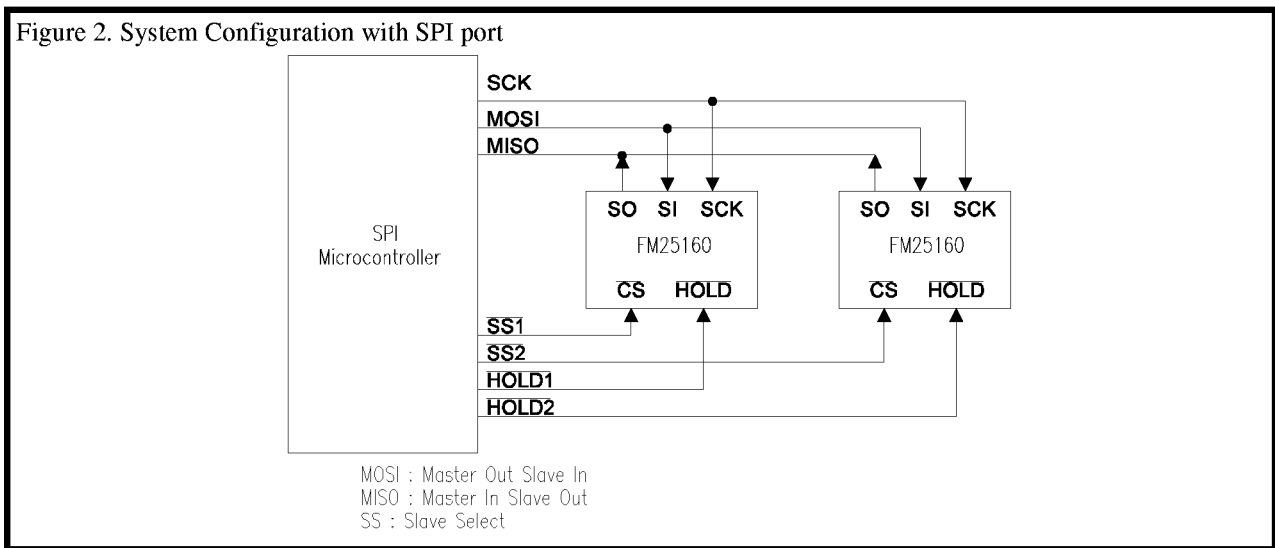 Figure 2. System Configuration with SPI port
SCK
MOSI
MISO
SO SI SCK
FM25160
CS HOLD
SO SI SCK
FM25160
CS HOLD
SPI
Microcontroller
SS1
SS2
HOLD1
HOLD2
MOSI : Master Out Slave In
MISO : Master In Slave Out
SS : Slave Select